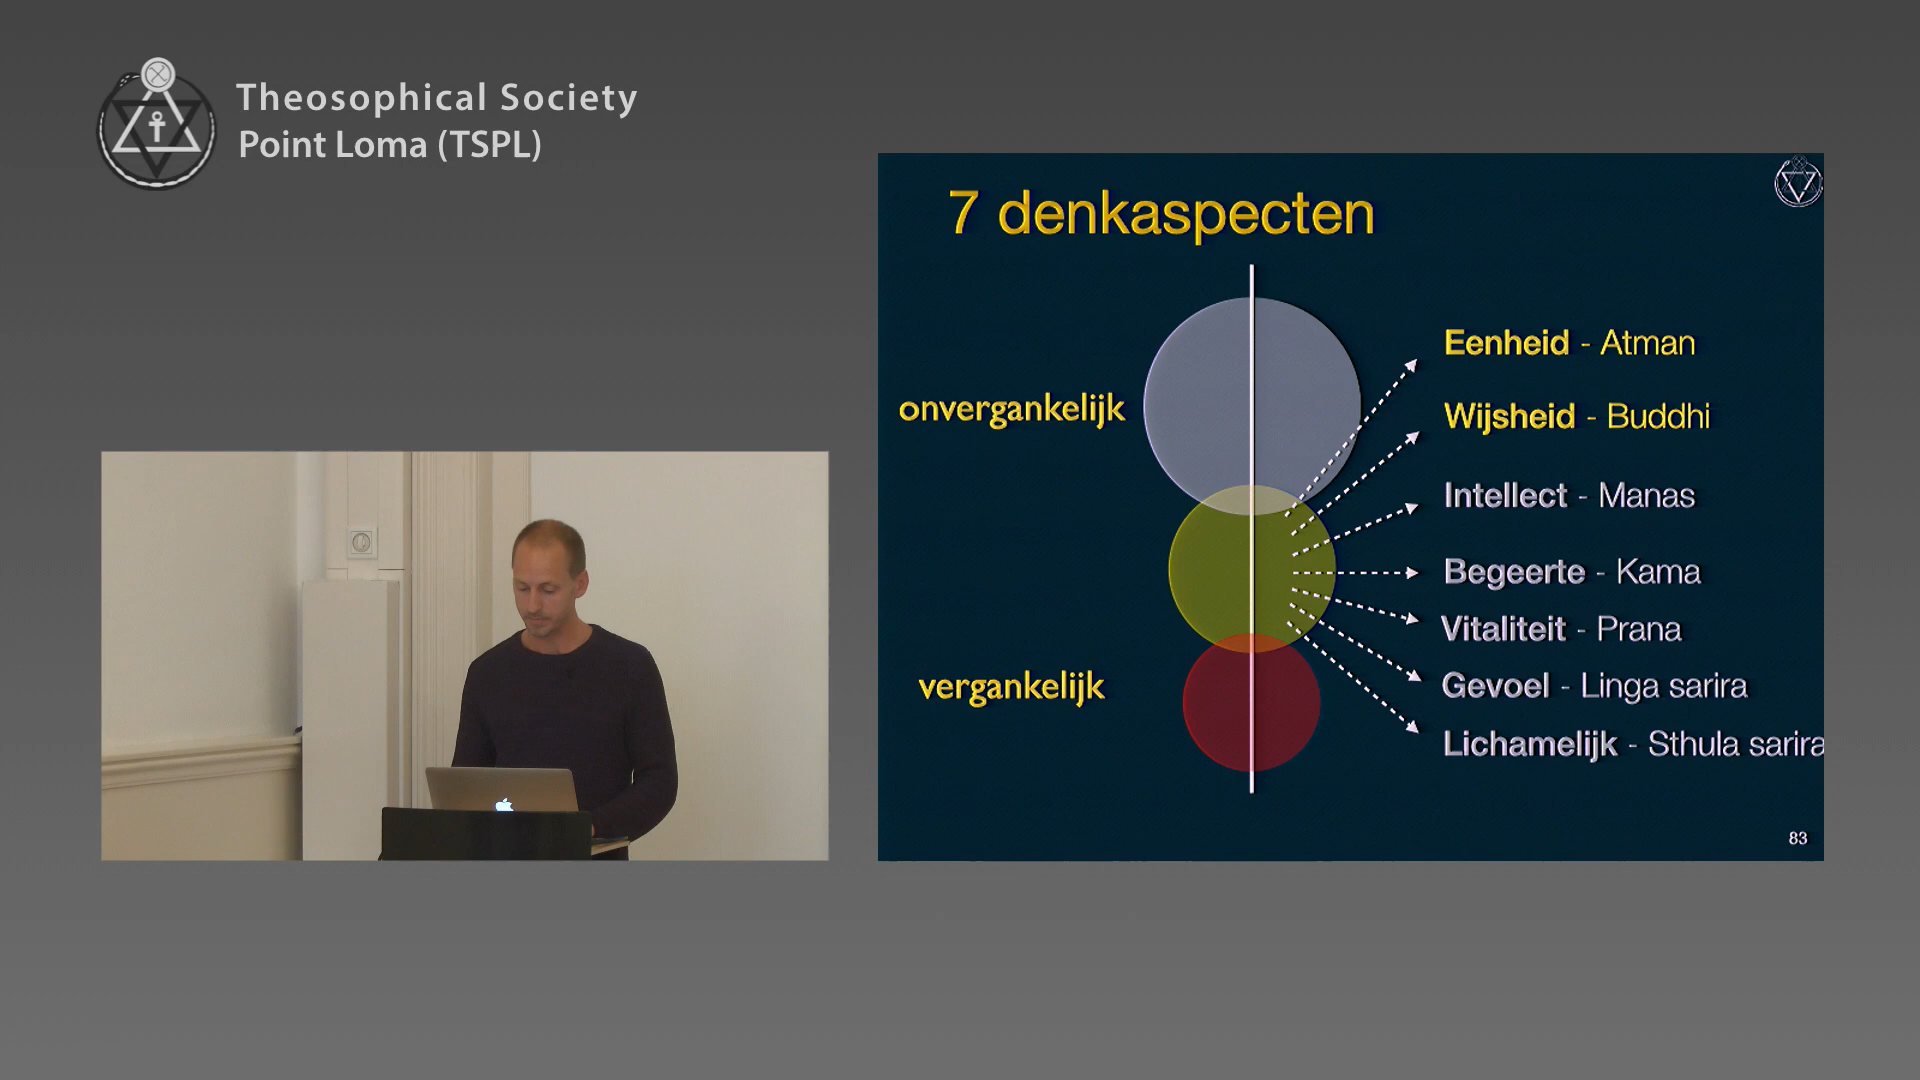 Theosophical Society
Point Loma (TSPL)
7 denkaspecten
onvergankelijk
vergankelijk
Eenheid - Atman
Wijsheid - Buddhi
Intellect - Manas
Begeerte - Kama
Vitaliteit - Prana
Gevoel - Linga sarira
Lichamelijk - Sthula sarira
83